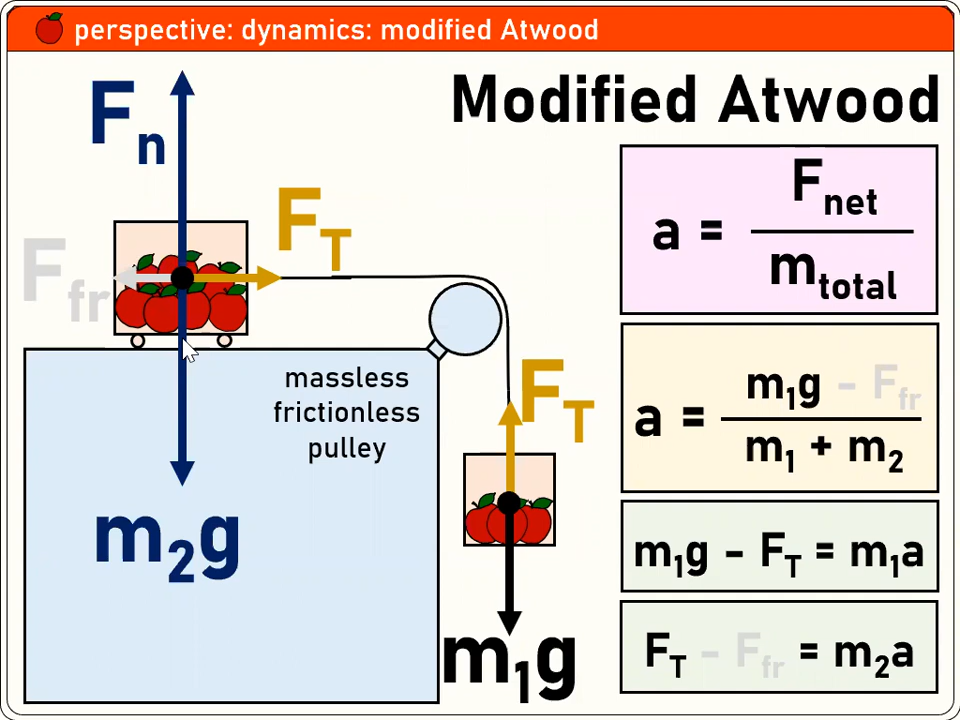 perspective: dynamics: modified Atwood
Modified Atwood
Fn
FT
Ffr
massless
frictionless
pulley
FT
m2g
m1g
a = Fnet
mtotal
a = m1g - Ffr
m1 + m2
m1g - FT = m1a
FT - Ffr = m2a